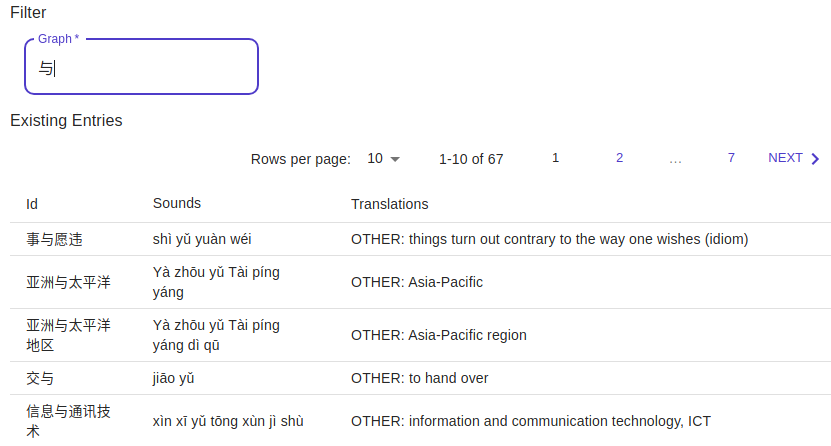 Filter
Graph *
与
Existing Entries
Rows per page: 10 1-10 of 67 1 2 ... 7 NEXT
Id Sounds Translations
事与愿违 shì yǔ yuàn wéi OTHER: things turn out contrary to the way one wishes (idiom)
亚洲与太平洋 Yà zhōu yǔ Tài píng
yáng OTHER: Asia-Pacific
亚洲与太平洋 Yà zhōu yǔ Tài píng
地区 yáng dì qū OTHER: Asia-Pacific region
交与 jiāo yǔ OTHER: to hand over
信息与通讯技
术 xìn xī yǔ tōng xùn jì shù OTHER: information and communication technology, ICT